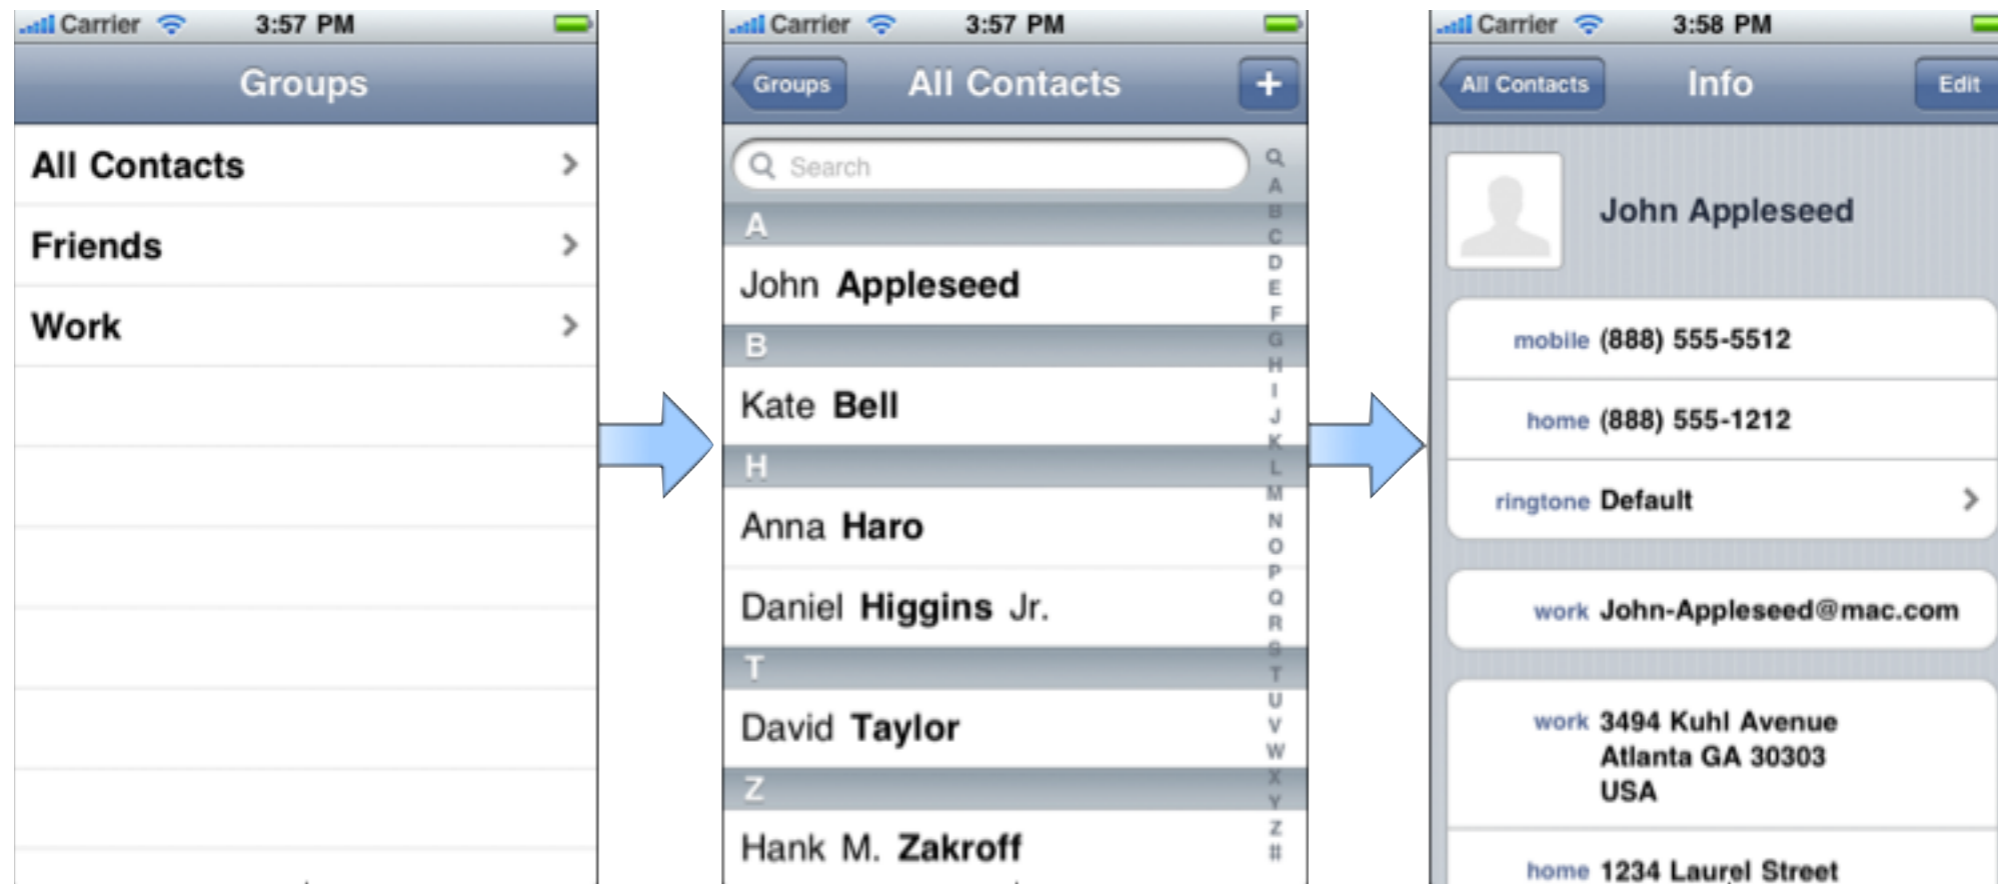 Carrier 3:57 PM
Groups
All Contacts
Friends
Work
Carrier 3:57 PM
Groups All Contacts +
Search
A
John Appleseed
B
Kate Bell
H
Anna Haro
Daniel Higgins Jr.
T
David Taylor
Z
Hank M. Zakroff
A
B
C
D
E
F
G
H
I
J
K
L
M
N
O
P
Q
R
S
T
U
V
W
X
Y
Z
#
Carrier 3:58 PM
All Contacts Info Edit
John Appleseed
mobile (888) 555-5512
home (888) 555-1212
ringtone Default
work John-Appleseed@mac.com
work 3494 Kuhl Avenue
Atlanta GA 30303
USA
home 1234 Laurel Street